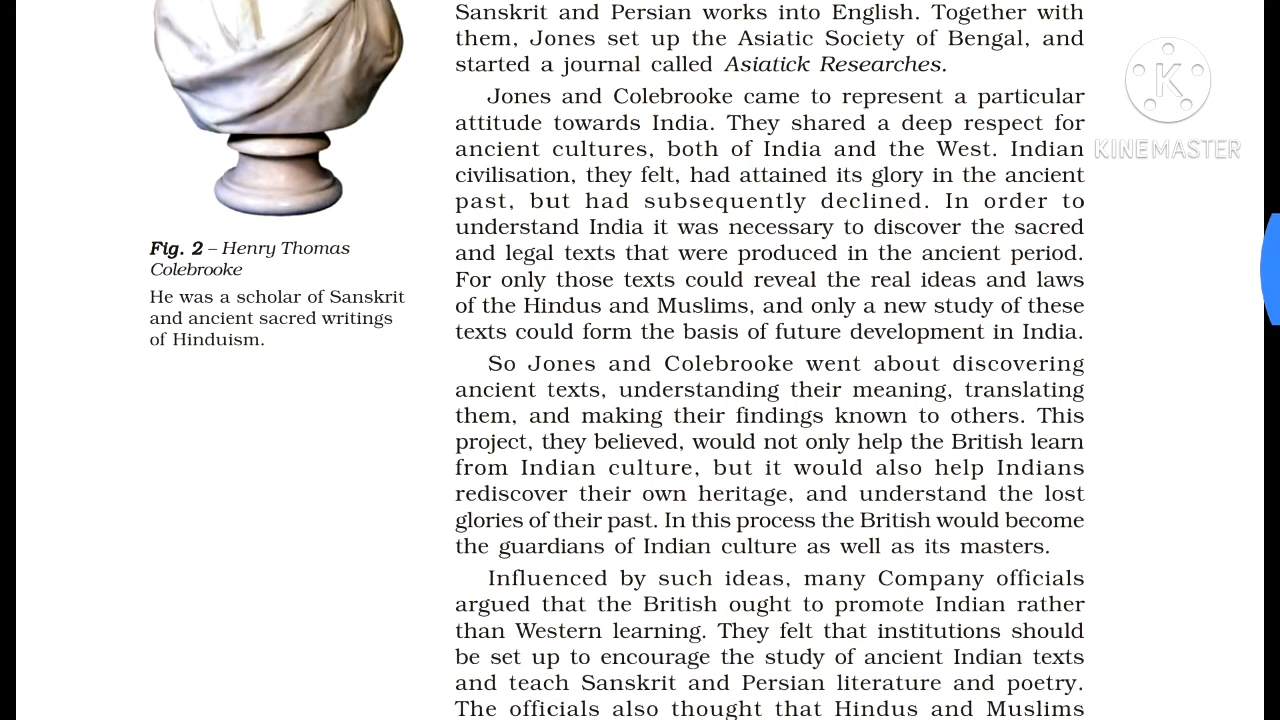 Sanskrit and Persian works into English. Together with
them, Jones set up the Asiatic Society of Bengal, and
started a journal called Asiatick Researches.
Jones and Colebrooke came to represent a particular
attitude towards India. They shared a deep respect for
ancient cultures, both of India and the West. Indian
civilisation, they felt, had attained its glory in the ancient
past, but had subsequently declined. In order to
understand India it was necessary to discover the sacred
and legal texts that were produced in the ancient period.
For only those texts could reveal the real ideas and laws
of the Hindus and Muslims, and only a new study of these
texts could form the basis of future development in India.
So Jones and Colebrooke went about discovering
ancient texts, understanding their meaning, translating
them, and making their findings known to others. This
project, they believed, would not only help the British learn
from Indian culture, but it would also help Indians
rediscover their own heritage, and understand the lost
glories of their past. In this process the British would become
the guardians of Indian culture as well as its masters.
Influenced by such ideas, many Company officials
argued that the British ought to promote Indian rather
than Western learning. They felt that institutions should
be set up to encourage the study of ancient Indian texts
and teach Sanskrit and Persian literature and poetry.
The officials also thought that Hindus and Muslims
Fig. 2 – Henry Thomas
Colebrooke
He was a scholar of Sanskrit
and ancient sacred writings
of Hinduism.
K
KINEMASTER